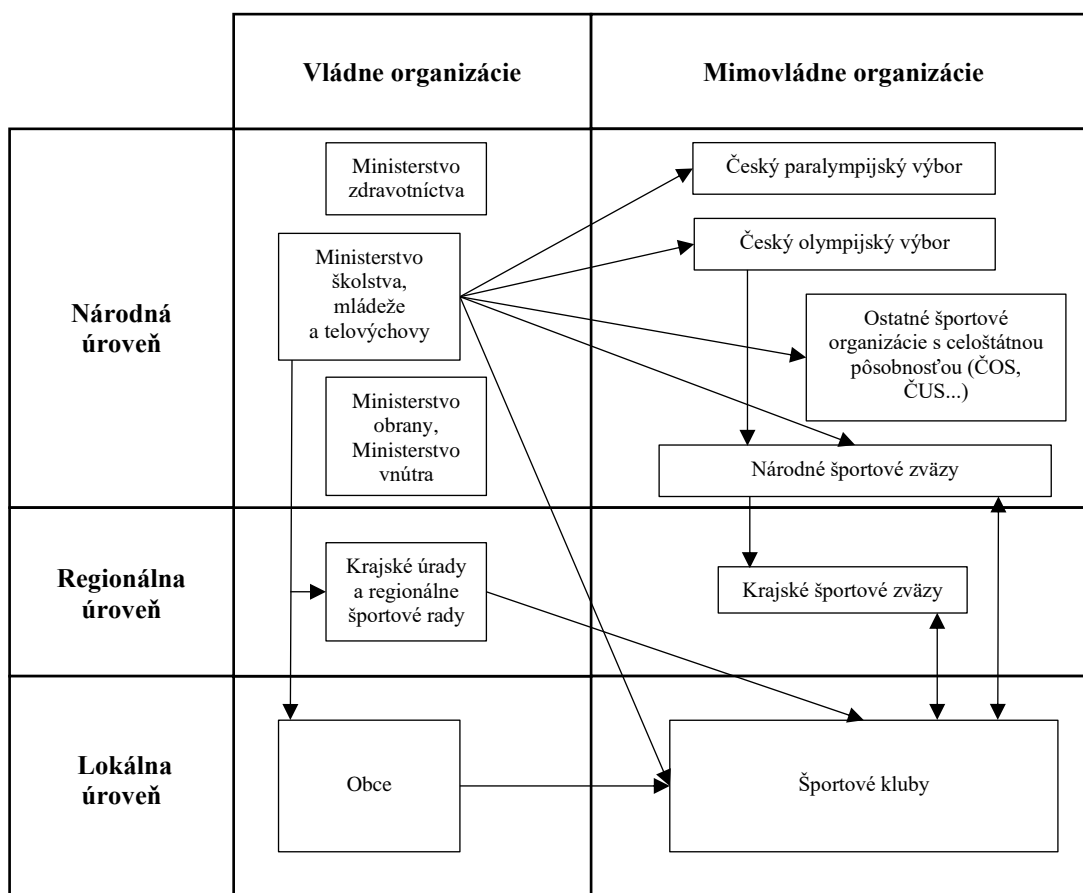 Vládne organizácie
Mimovládne organizácie
Národná
úroveň
Ministerstvo
zdravotníctva
Ministerstvo
školstva,
mládeže
a telovýchovy
Ministerstvo
obrany,
Ministerstvo
vnútra
Český paralympijský výbor
Český olympijský výbor
Ostatné športové
organizácie s celoštátnou
pôsobnosťou (ČOS,
ČUS...)
Národné športové zväzy
Regionálna
úroveň
Krajské úrady
a regionálne
športové rady
Krajské športové zväzy
Lokálna
úroveň
Obce
Športové kluby